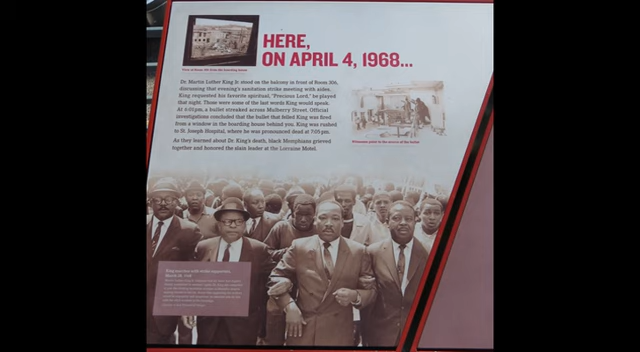 HERE,
ON APRIL 4, 1968...
Dr. Martin Luther King Jr. stood on the balcony in front of Room 306,
discussing that evening's sanitation strike meeting with aides.
King requested his favorite spiritual, "Precious Lord," be played
that night. Those were some of the last words King would speak.
At 6:01 pm, a bullet streaked across Mulberry Street. Official
investigations concluded that the bullet that felled King was fired
from a window in the boarding house behind you. King was rushed
to St. Joseph Hospital, where he was pronounced dead at 7:05 pm.
As they learned about Dr. King's death, black Memphians grieved
together and honored the slain leader at the Lorraine Motel.